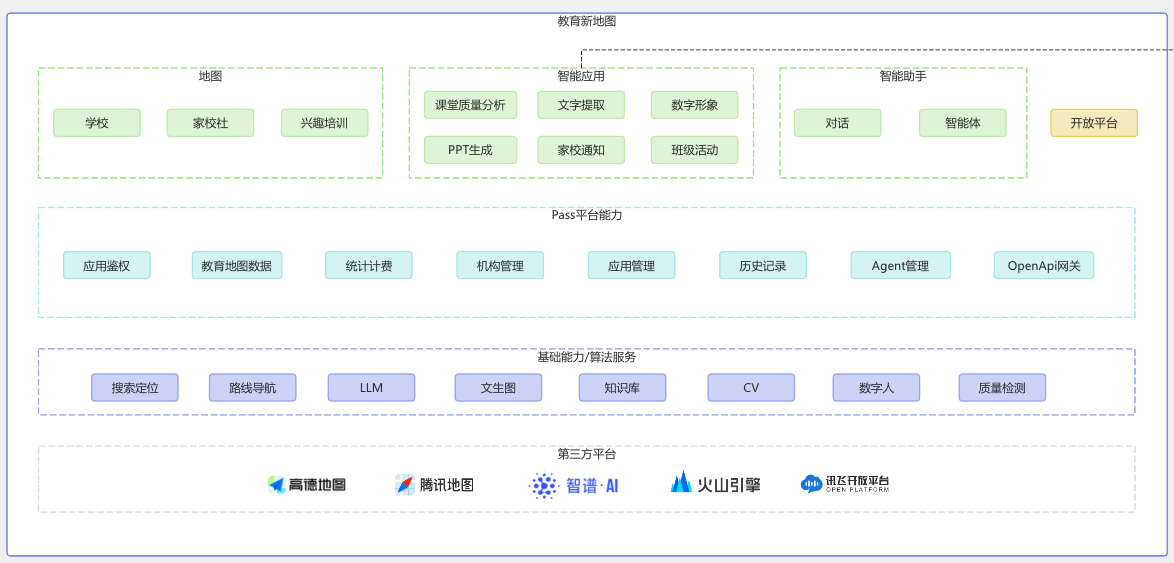 教育新地图
地图
智能应用
智能助手
课堂质量分析
文字提取
数字形象
学校
家校社
兴趣培训
对话
智能体
开放平台
PPT生成
家校通知
班级活动
Pass平台能力
应用鉴权
教育地图数据
统计计费
机构管理
应用管理
历史记录
Agent管理
OpenApi网关
基础能力/算法服务
搜索定位
路线导航
LLM
文生图
知识库
CV
数字人
质量检测
第三方平台
高德地图
腾讯地图
智谱·AI
火山引擎
讯飞开放平台
OPEN PLATFORM